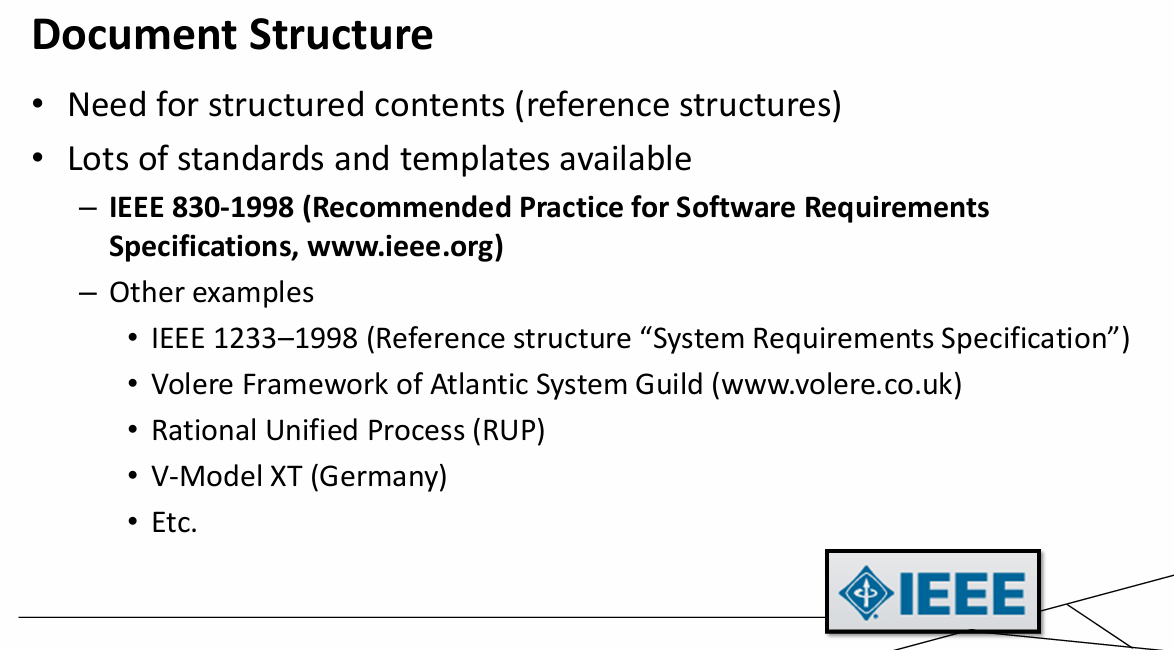 Document Structure
• Need for structured contents (reference structures)
• Lots of standards and templates available
– IEEE 830-1998 (Recommended Practice for Software Requirements
Specifications, www.ieee.org)
– Other examples
• IEEE 1233–1998 (Reference structure “System Requirements Specification”)
• Volere Framework of Atlantic System Guild (www.volere.co.uk)
• Rational Unified Process (RUP)
• V-Model XT (Germany)
• Etc.
IEEE